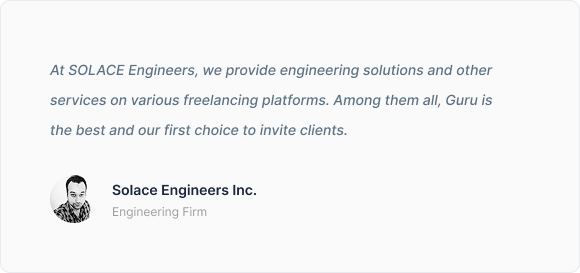 At SOLACE Engineers, we provide engineering solutions and other
services on various freelancing platforms. Among them all, Guru is
the best and our first choice to invite clients.
Solace Engineers Inc.
Engineering Firm